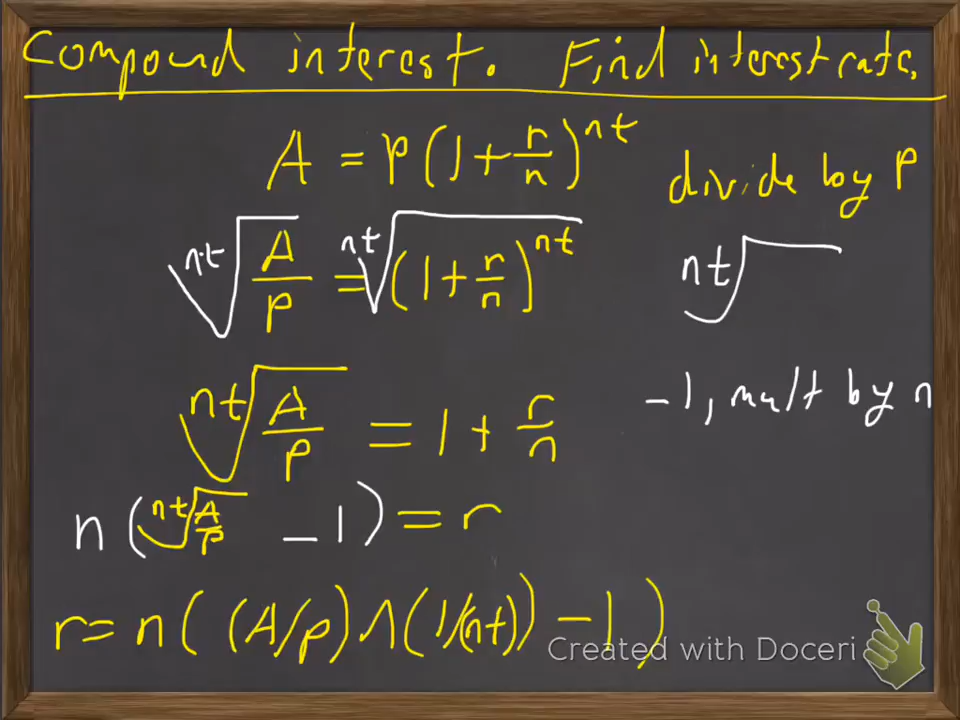 Compound interest. Find interest rate.
A = P(1+r/n)^nt divide by P
nt√A/P = nt√(1+r/n)^nt nt√
nt√A/P = 1 + r/n -1, mult by n
n(nt√A/P -1) = r
r = n((A/p)^(1/(nt)) -1)
Created with Doceri